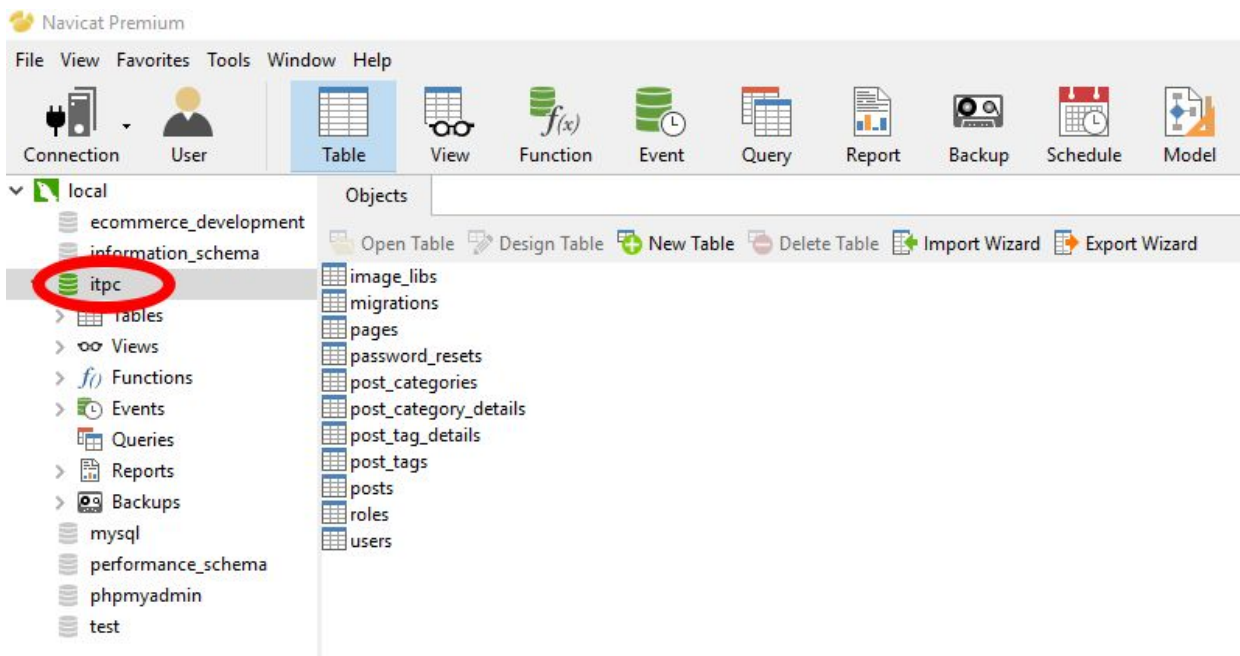 Navicat Premium
File View Favorites Tools Window Help
Connection User Table View Function Event Query Report Backup Schedule Model
local
ecommerce_development
information_schema
itpc
Tables
Views
Functions
Events
Queries
Reports
Backups
mysql
performance_schema
phpmyadmin
test
Objects
Open Table Design Table New Table Delete Table Import Wizard Export Wizard
image_libs
migrations
pages
password_resets
post_categories
post_category_details
post_tag_details
post_tags
posts
roles
users